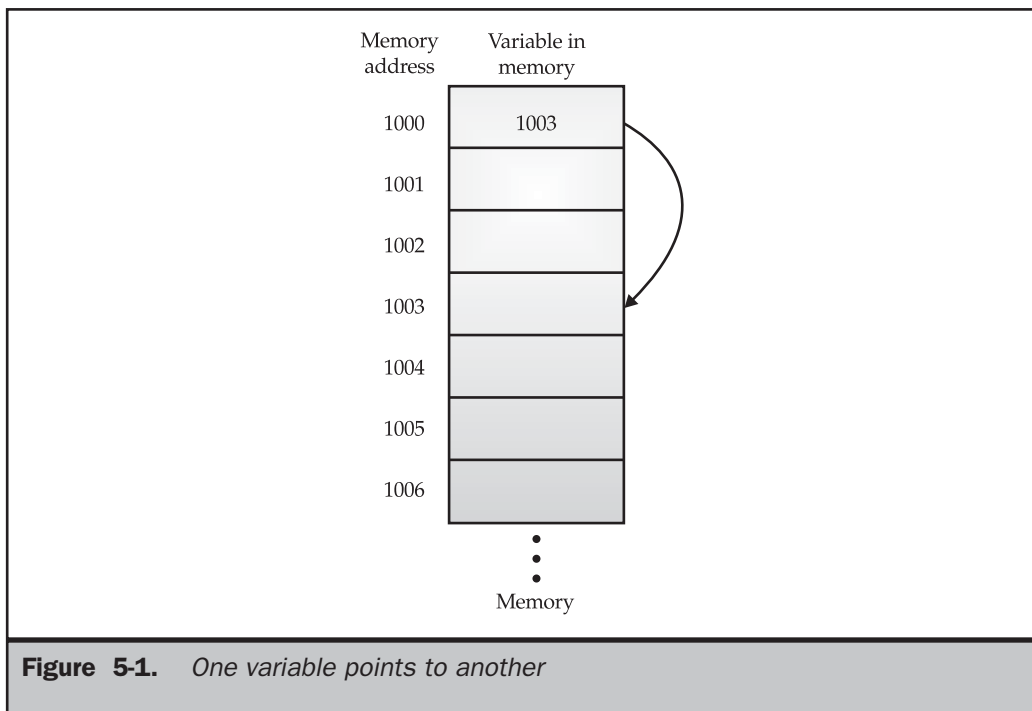 Memory address
Variable in memory
1000 1003
1001
1002
1003
1004
1005
1006
Memory
Figure 5-1. One variable points to another